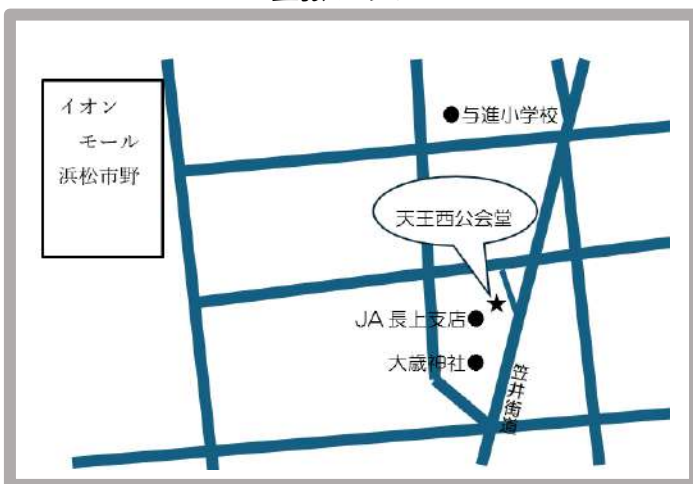 イオン
モール
浜松市野
●与進小学校
天王西公会堂
★
JA 長上支店●
大歳神社●
笠井街道